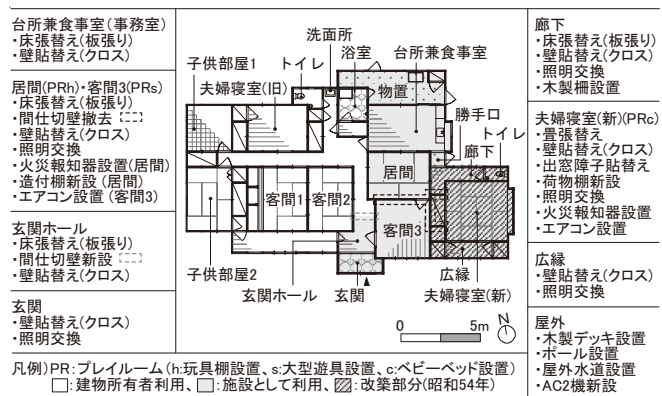 台所兼食事室(事務室)
・床張替え(板張り)
・壁貼替え(クロス)
居間(PRh)・客間3(PRs)
・床張替え(板張り)
・間仕切壁撤去
・壁貼替え(クロス)
・照明交換
・火災報知器設置(居間)
・造付棚新設(居間)
・エアコン設置(客間3)
玄関ホール
・床張替え(板張り)
・間仕切壁新設
・壁貼替え(クロス)
玄関
・壁貼替え(クロス)
・照明交換
洗面所
子供部屋1
トイレ
浴室
台所兼食事室
夫婦寝室(旧)
物置
勝手口
トイレ
廊下
居間
客間1
客間2
客間3
子供部屋2
広縁
玄関ホール
玄関
夫婦寝室(新)
0
5m
N
廊下
・床張替え(板張り)
・壁貼替え(クロス)
・照明交換
・木製柵設置
夫婦寝室(新)(PRc)
・畳張替え
・壁貼替え(クロス)
・出窓障子貼替え
・荷物棚新設
・照明交換
・火災報知器設置
・エアコン設置
広縁
・壁貼替え(クロス)
・照明交換
屋外
・木製デッキ設置
・ポール設置
・屋外水道設置
・AC2機新設
凡例)PR:プレイルーム(h:玩具棚設置、s:大型遊具設置、c:ベビーベッド設置)
:建物所有者利用、:施設として利用、:改築部分(昭和54年)